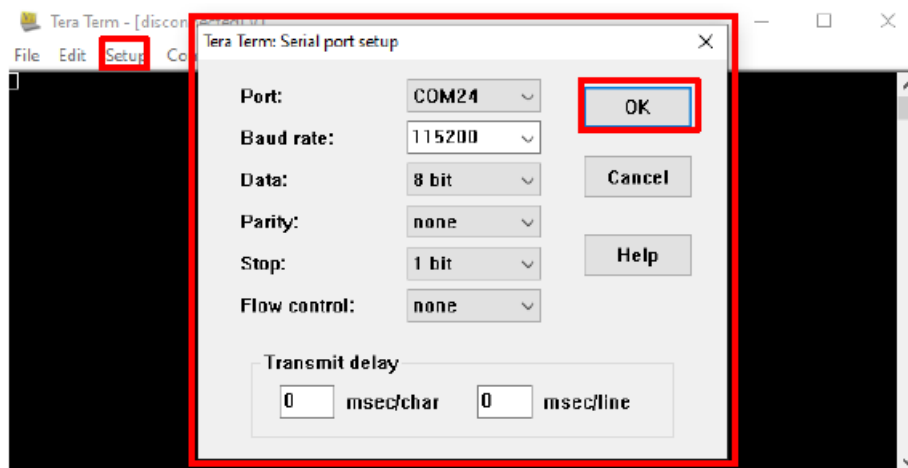 Tera Term - [disconnected] VT
File Edit Setup Co
Tera Term: Serial port setup
Port: COM24
OK
Baud rate: 115200
Data: 8 bit
Cancel
Parity: none
Stop: 1 bit
Help
Flow control: none
Transmit delay
0 msec/char 0 msec/line